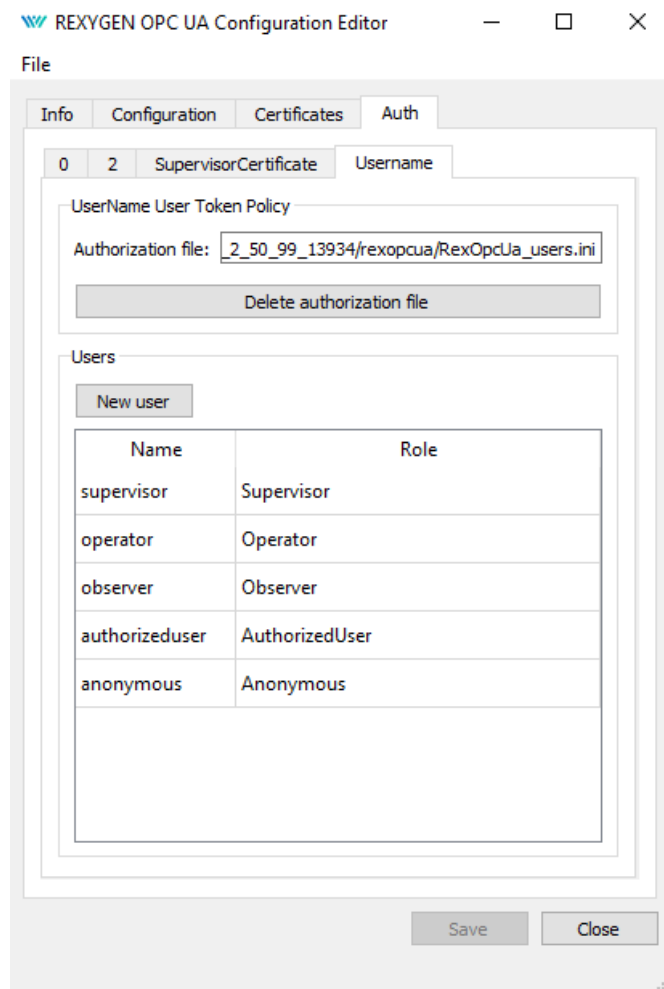 REXYGEN OPC UA Configuration Editor
File
Info Configuration Certificates Auth
0 2 SupervisorCertificate Username
UserName User Token Policy
Authorization file: _2_50_99_13934/rexopcua/RexOpcUa_users.ini
Delete authorization file
Users
New user
Name Role
supervisor Supervisor
operator Operator
observer Observer
authorizeduser AuthorizedUser
anonymous Anonymous
Save Close